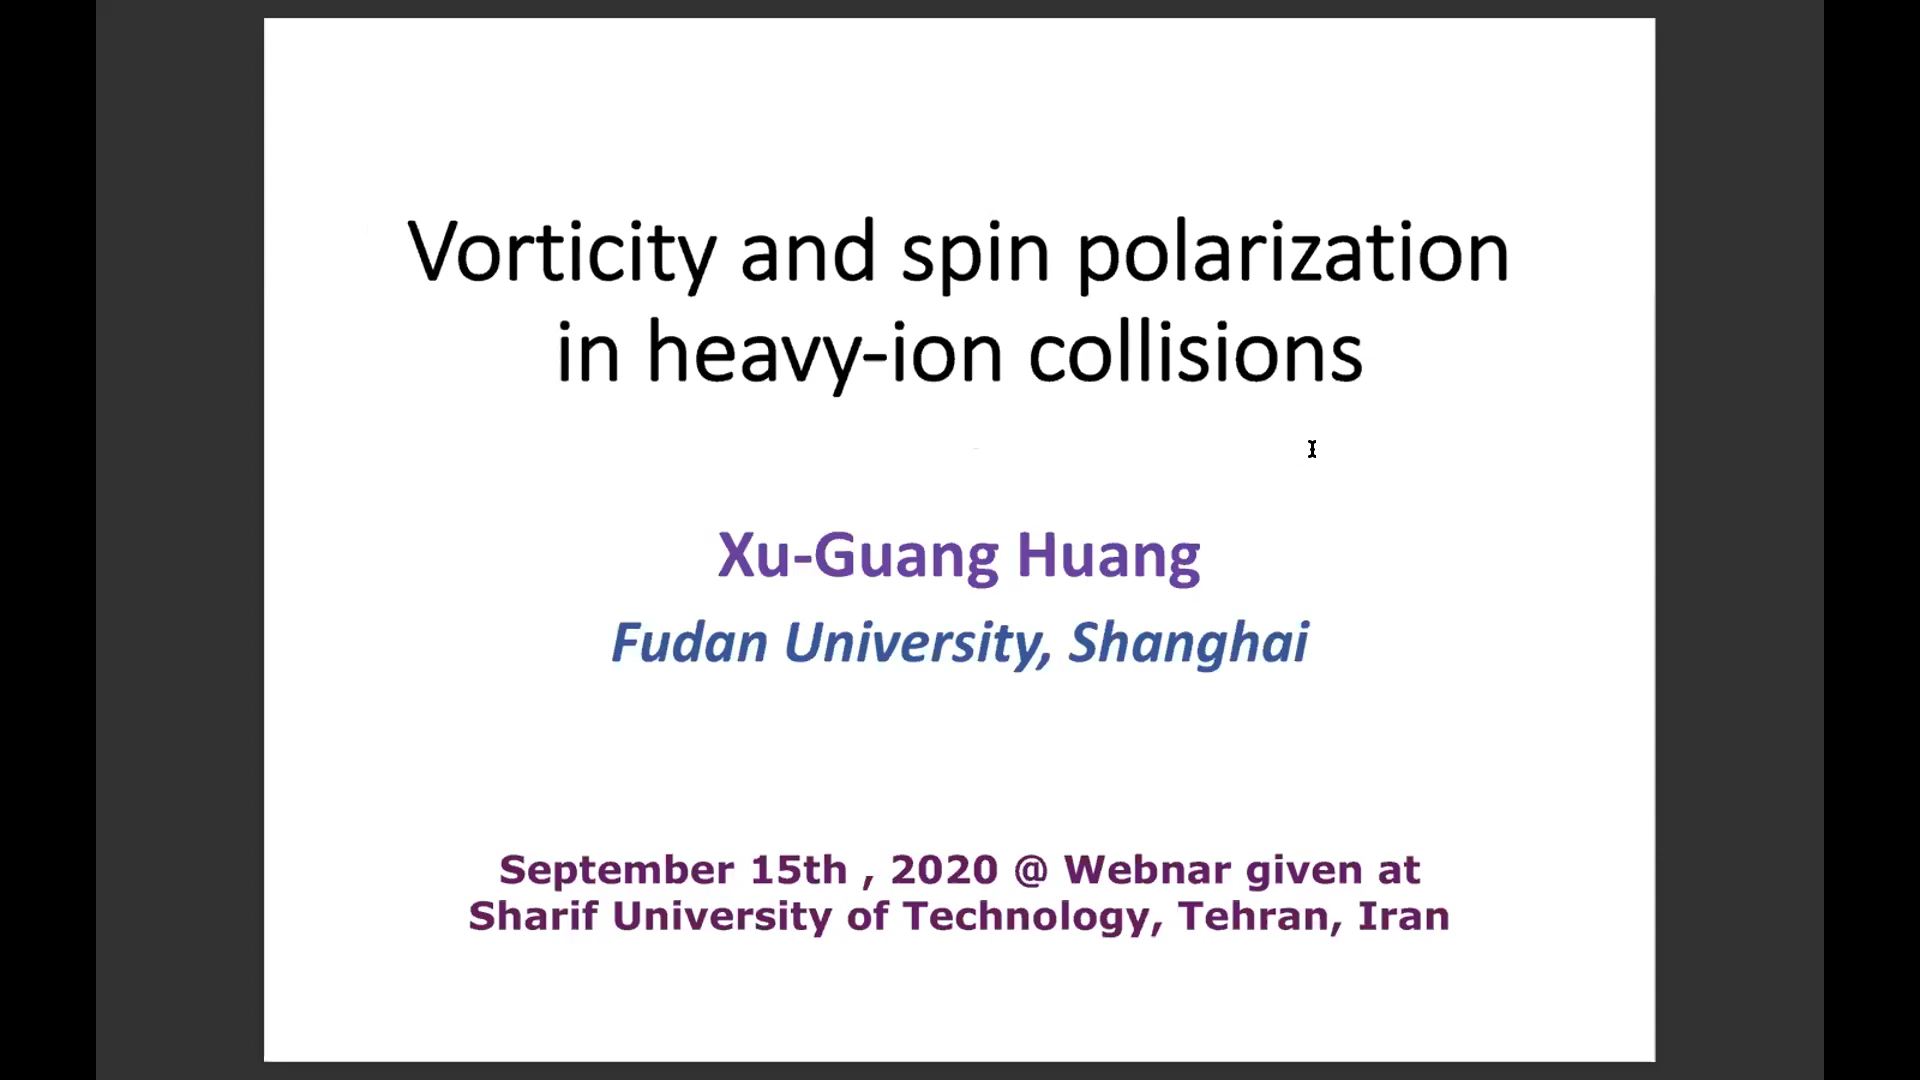 Vorticity and spin polarization
in heavy-ion collisions
Xu-Guang Huang
Fudan University, Shanghai
September 15th , 2020 @ Webnar given at
Sharif University of Technology, Tehran, Iran